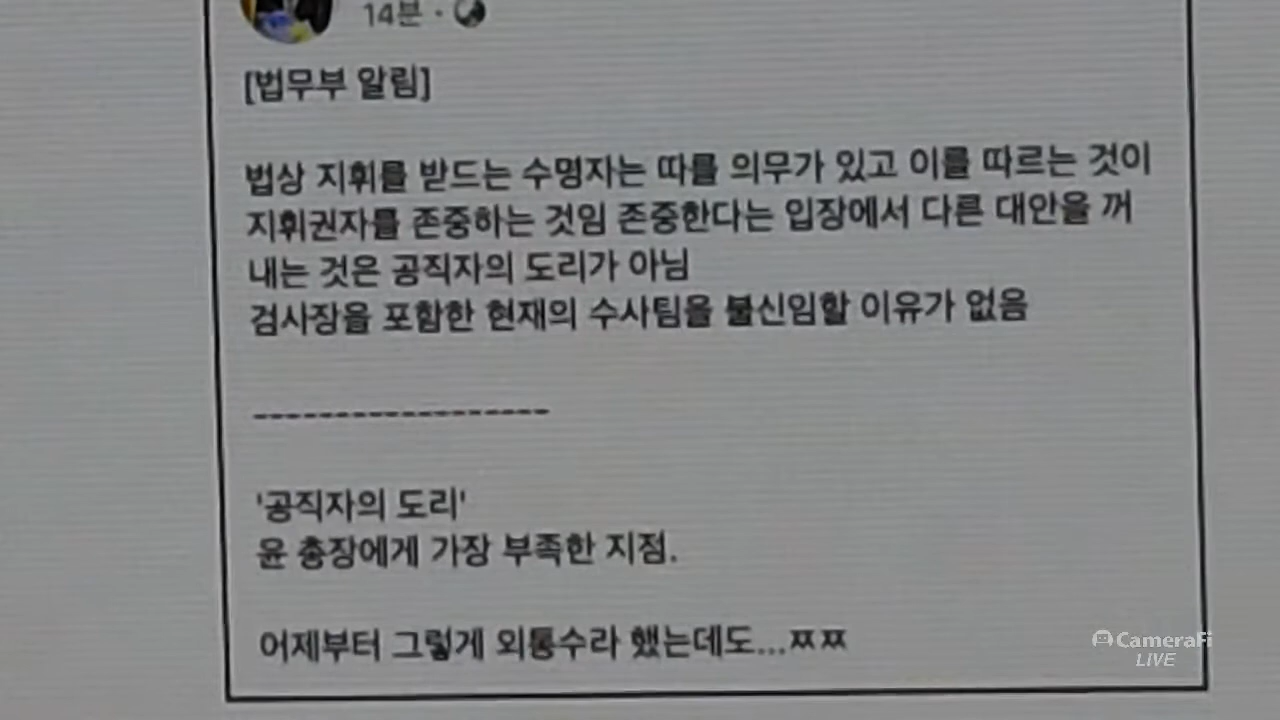 14분 ·
[법무부 알림]
법상 지휘를 받드는 수명자는 따를 의무가 있고 이를 따르는 것이
지휘권자를 존중하는 것임 존중한다는 입장에서 다른 대안을 꺼
내는 것은 공직자의 도리가 아님
검사장을 포함한 현재의 수사팀을 불신임할 이유가 없음
------------------
'공직자의 도리'
윤 총장에게 가장 부족한 지점.
어제부터 그렇게 외통수라 했는데도...ㅉㅉ
CameraFi
LIVE